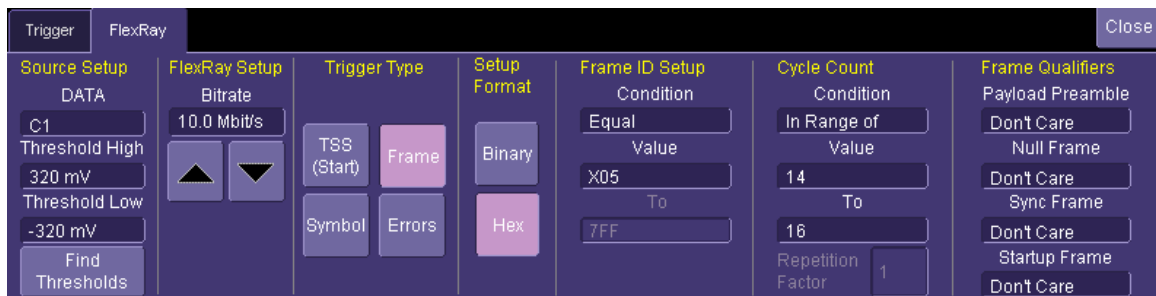 Trigger
FlexRay
Close
Source Setup
DATA
C1
Threshold High
320 mV
Threshold Low
-320 mV
Find
Thresholds
FlexRay Setup
Bitrate
10.0 Mbit/s
Trigger Type
TSS
(Start)
Frame
Symbol
Errors
Setup
Format
Binary
Hex
Frame ID Setup
Condition
Equal
Value
X05
To
7FF
Cycle Count
Condition
In Range of
Value
14
To
16
Repetition
Factor
1
Frame Qualifiers
Payload Preamble
Don't Care
Null Frame
Don't Care
Sync Frame
Don't Care
Startup Frame
Don't Care